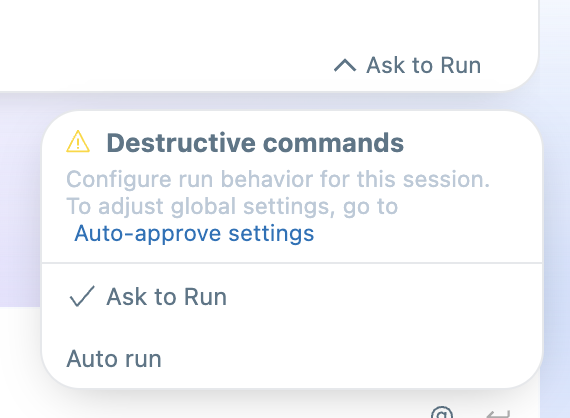 Ask to Run
Destructive commands
Configure run behavior for this session.
To adjust global settings, go to
Auto-approve settings
Ask to Run
Auto run
@